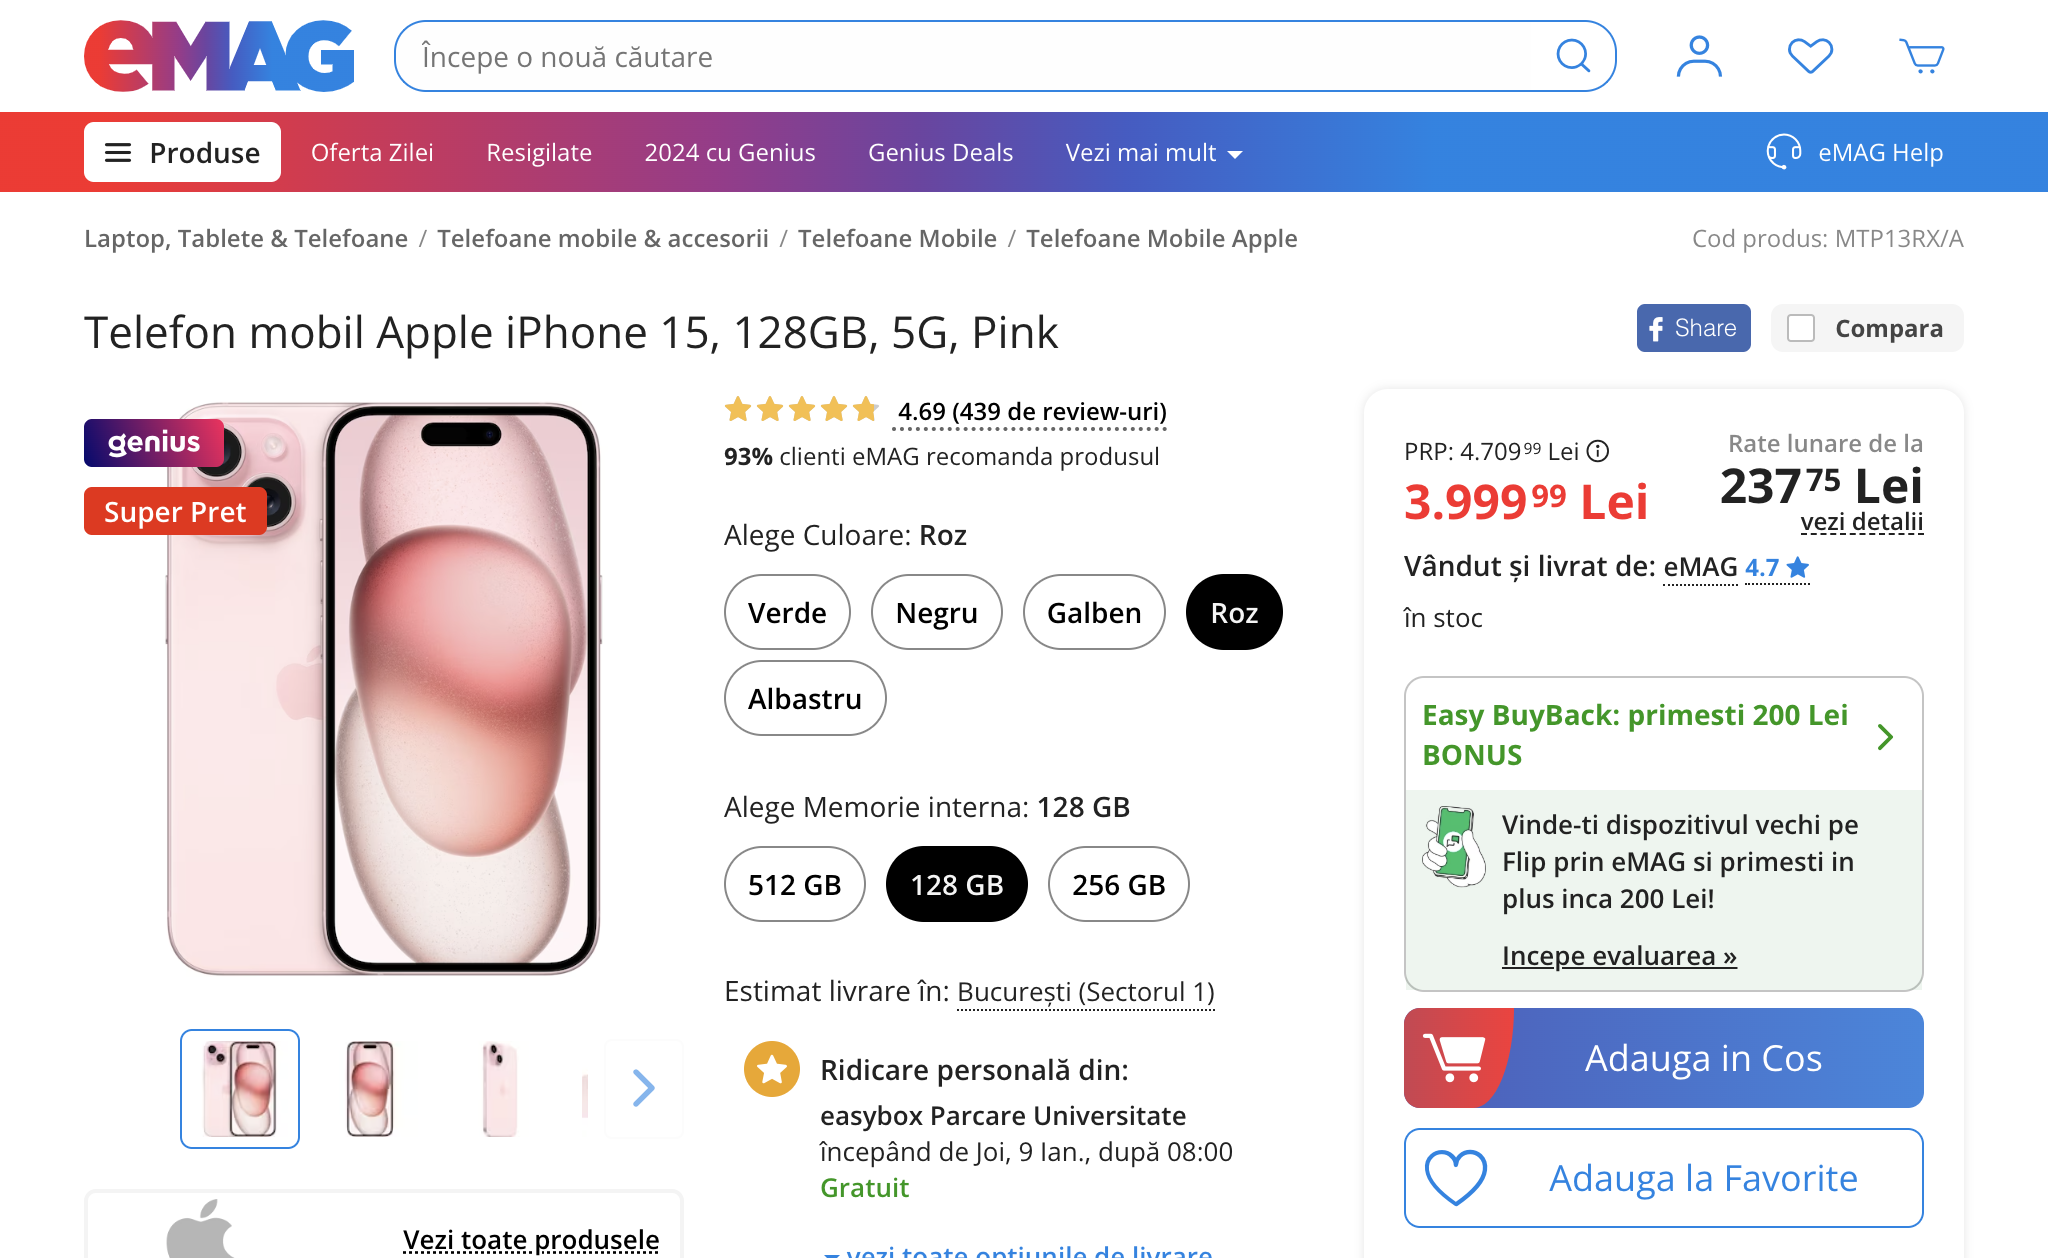 eMAG
Începe o nouă căutare
Produse
Oferta Zilei
Resigilate
2024 cu Genius
Genius Deals
Vezi mai mult
eMAG Help
Laptop, Tablete & Telefoane / Telefoane mobile & accesorii / Telefoane Mobile / Telefoane Mobile Apple
Cod produs: MTP13RX/A
Telefon mobil Apple iPhone 15, 128GB, 5G, Pink
Share
Compara
genius
Super Pret
4.69 (439 de review-uri)
93% clienti eMAG recomanda produsul
Alege Culoare: Roz
Verde
Negru
Galben
Roz
Albastru
Alege Memorie interna: 128 GB
512 GB
128 GB
256 GB
Estimat livrare în: București (Sectorul 1)
Ridicare personală din:
easybox Parcare Universitate
începând de Joi, 9 Ian., după 08:00
Gratuit
vezi toate optiunile de livrare
Vezi toate produsele
PRP: 4.709⁹⁹ Lei
3.999⁹⁹ Lei
Rate lunare de la
237⁷⁵ Lei
vezi detalii
Vândut și livrat de: eMAG 4.7
în stoc
Easy BuyBack: primesti 200 Lei
BONUS
Vinde-ti dispozitivul vechi pe
Flip prin eMAG si primesti in
plus inca 200 Lei!
Incepe evaluarea »
Adauga in Cos
Adauga la Favorite